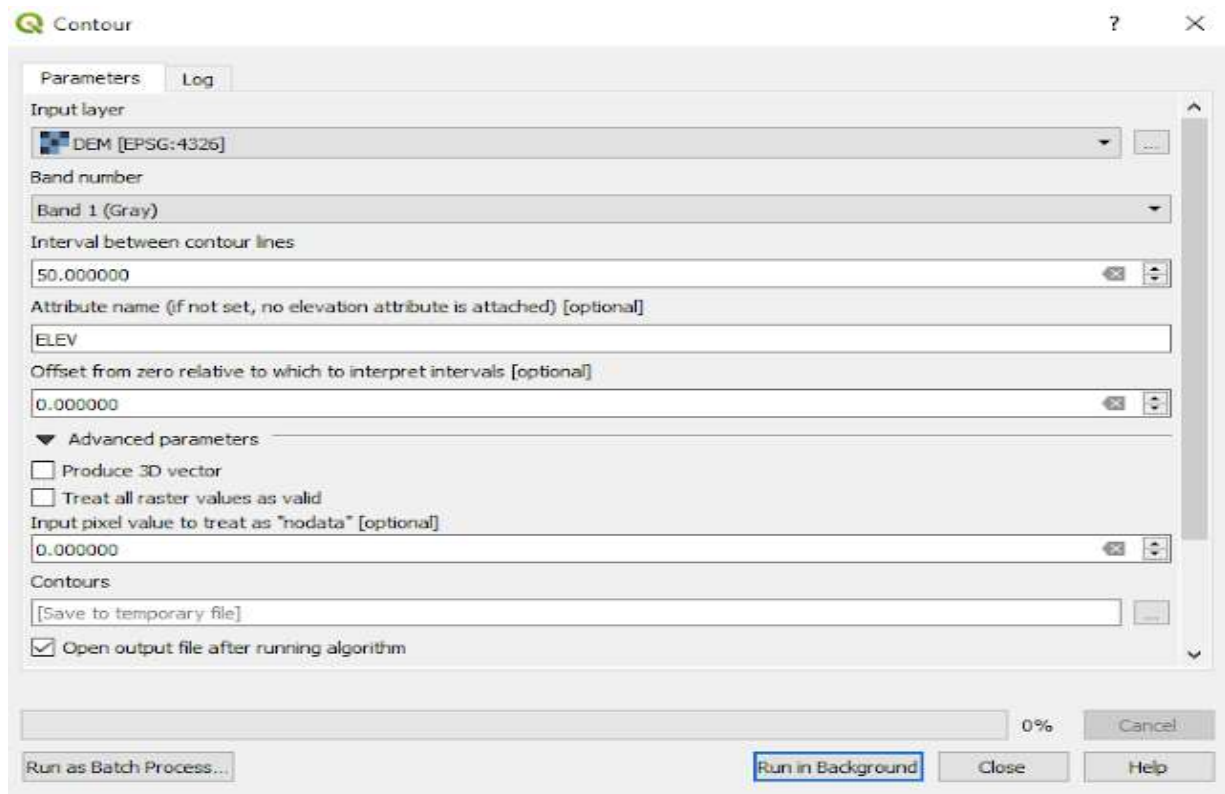 Contour
?
Parameters Log
Input layer
DEM [EPSG:4326]
...
Band number
Band 1 (Gray)
Interval between contour lines
50.000000
Attribute name (if not set, no elevation attribute is attached) [optional]
ELEV
Offset from zero relative to which to interpret intervals [optional]
0.000000
Advanced parameters
Produce 3D vector
Treat all raster values as valid
Input pixel value to treat as "nodata" [optional]
0.000000
Contours
[Save to temporary file]
...
Open output file after running algorithm
0% Cancel
Run as Batch Process... Run in Background Close Help